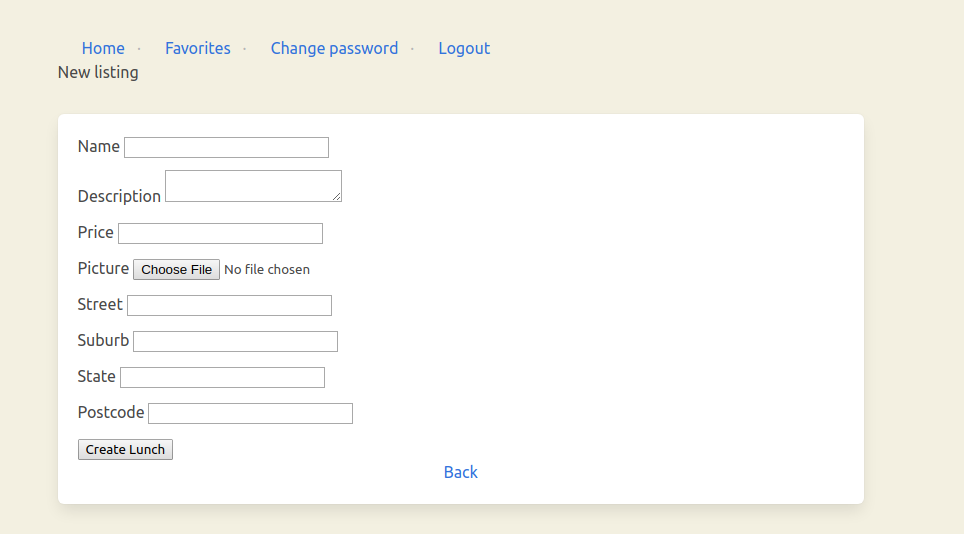 Home · Favorites · Change password · Logout
New listing
Name
Description
Price
Picture Choose File No file chosen
Street
Suburb
State
Postcode
Create Lunch
Back